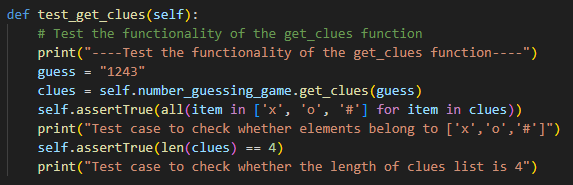 def test_get_clues(self):
    # Test the functionality of the get_clues function
    print("----Test the functionality of the get_clues function----")
    guess = "1243"
    clues = self.number_guessing_game.get_clues(guess)
    self.assertTrue(all(item in ['x', 'o', '#'] for item in clues))
    print("Test case to check whether elements belong to ['x','o','#']")
    self.assertTrue(len(clues) == 4)
    print("Test case to check whether the length of clues list is 4")